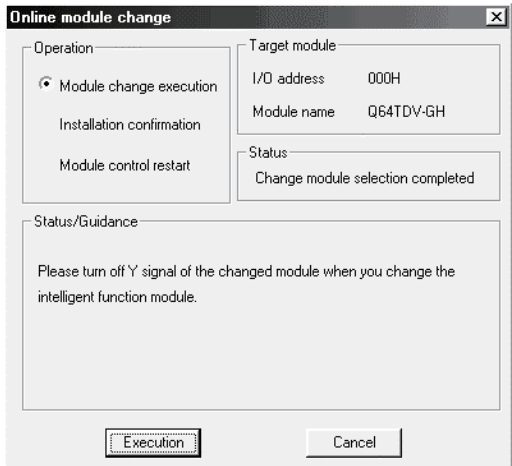 Online module change
Operation
Module change execution
Installation confirmation
Module control restart
Target module
I/O address 000H
Module name Q64TDV-GH
Status
Change module selection completed
Status/Guidance
Please turn off Y signal of the changed module when you change the
intelligent function module.
Execution
Cancel